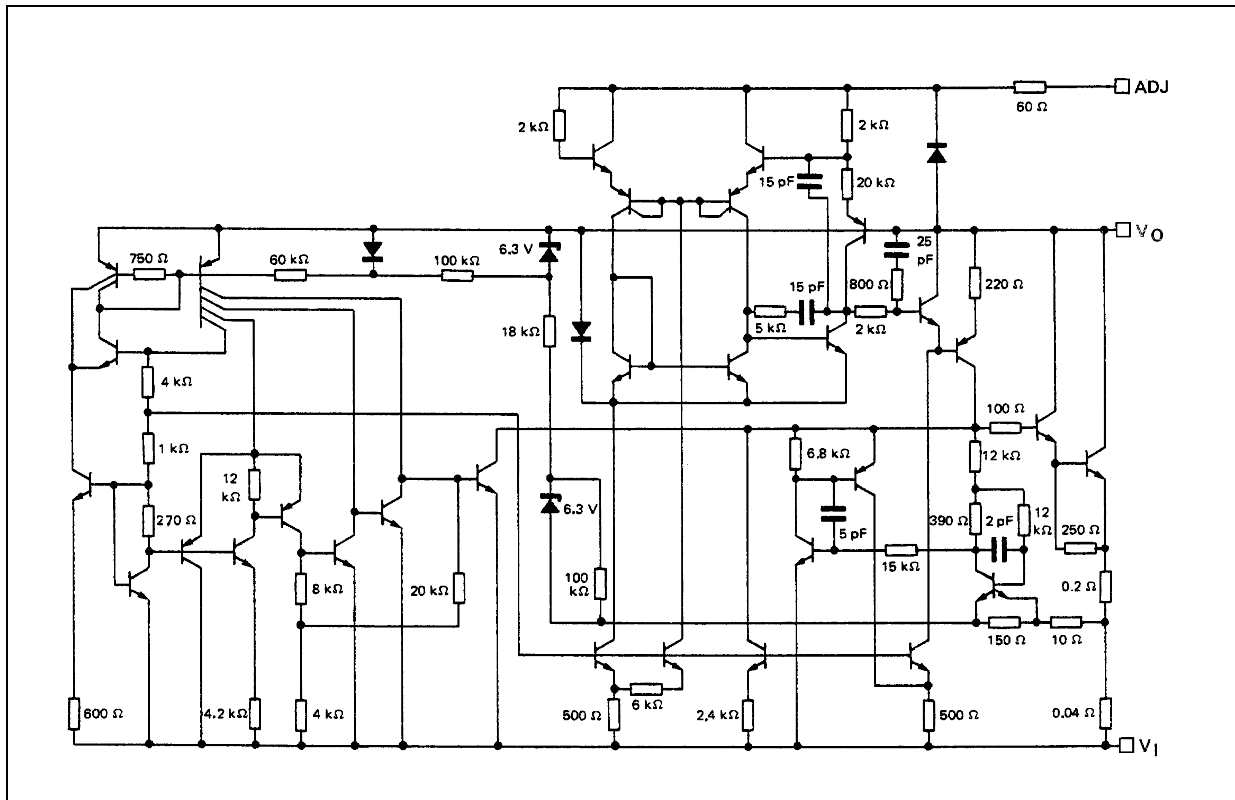 ADJ
60 Ω
2 kΩ
2 kΩ
15 pF
20 kΩ
V_O
6.3 V
25
pF
750 Ω
60 kΩ
100 kΩ
15 pF
800 Ω
220 Ω
18 kΩ
5 kΩ
2 kΩ
4 kΩ
100 Ω
1 kΩ
6.8 kΩ
12 kΩ
12
kΩ
6.3 V
270 Ω
5 pF
390 Ω
2 pF
12
kΩ
250 Ω
15 kΩ
8 kΩ
20 kΩ
100
kΩ
0.2 Ω
150 Ω
10 Ω
600 Ω
4.2 kΩ
4 kΩ
500 Ω
6 kΩ
2,4 kΩ
500 Ω
0.04 Ω
V_I